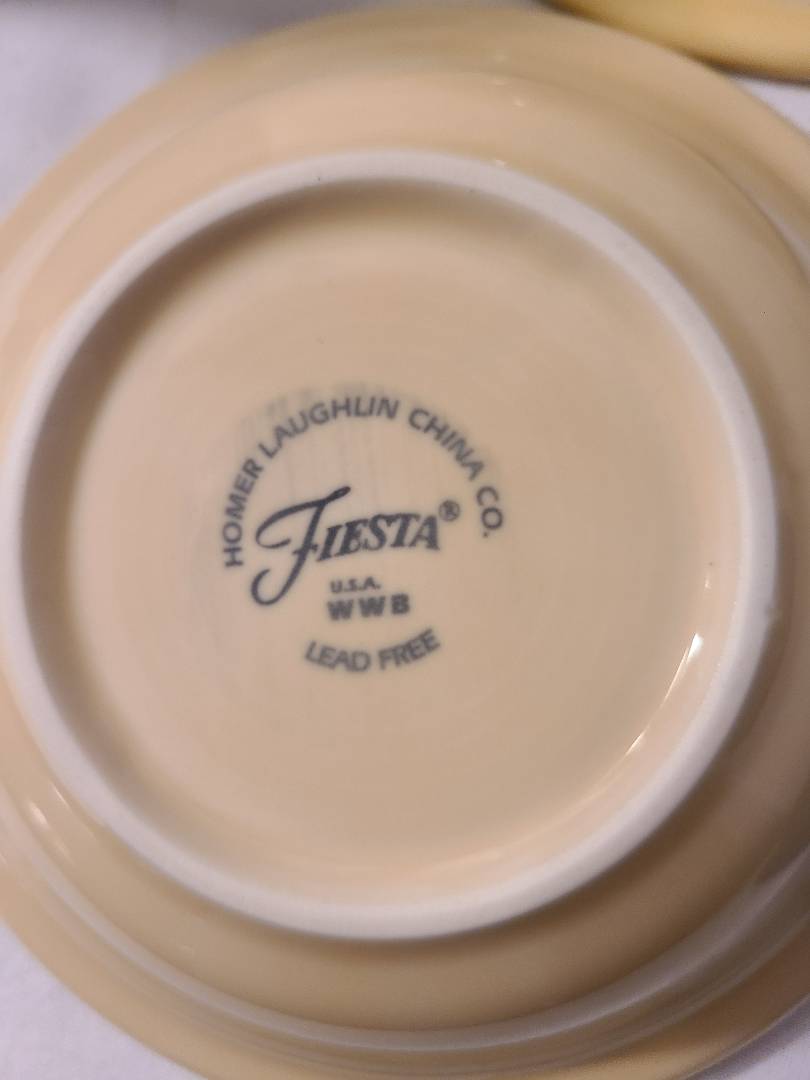 HOMER LAUGHLIN CHINA CO.
FIESTA®
U.S.A.
WWB
LEAD FREE